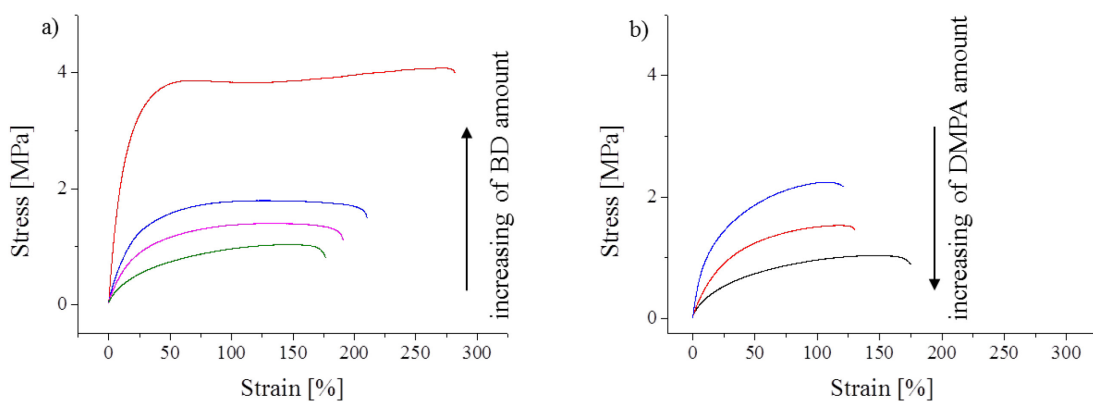 a)
4
2
0
Stress [MPa]
0 50 100 150 200 250 300
Strain [%]
increasing of BD amount
b)
4
2
0
Stress [MPa]
0 50 100 150 200 250 300
Strain [%]
increasing of DMPA amount